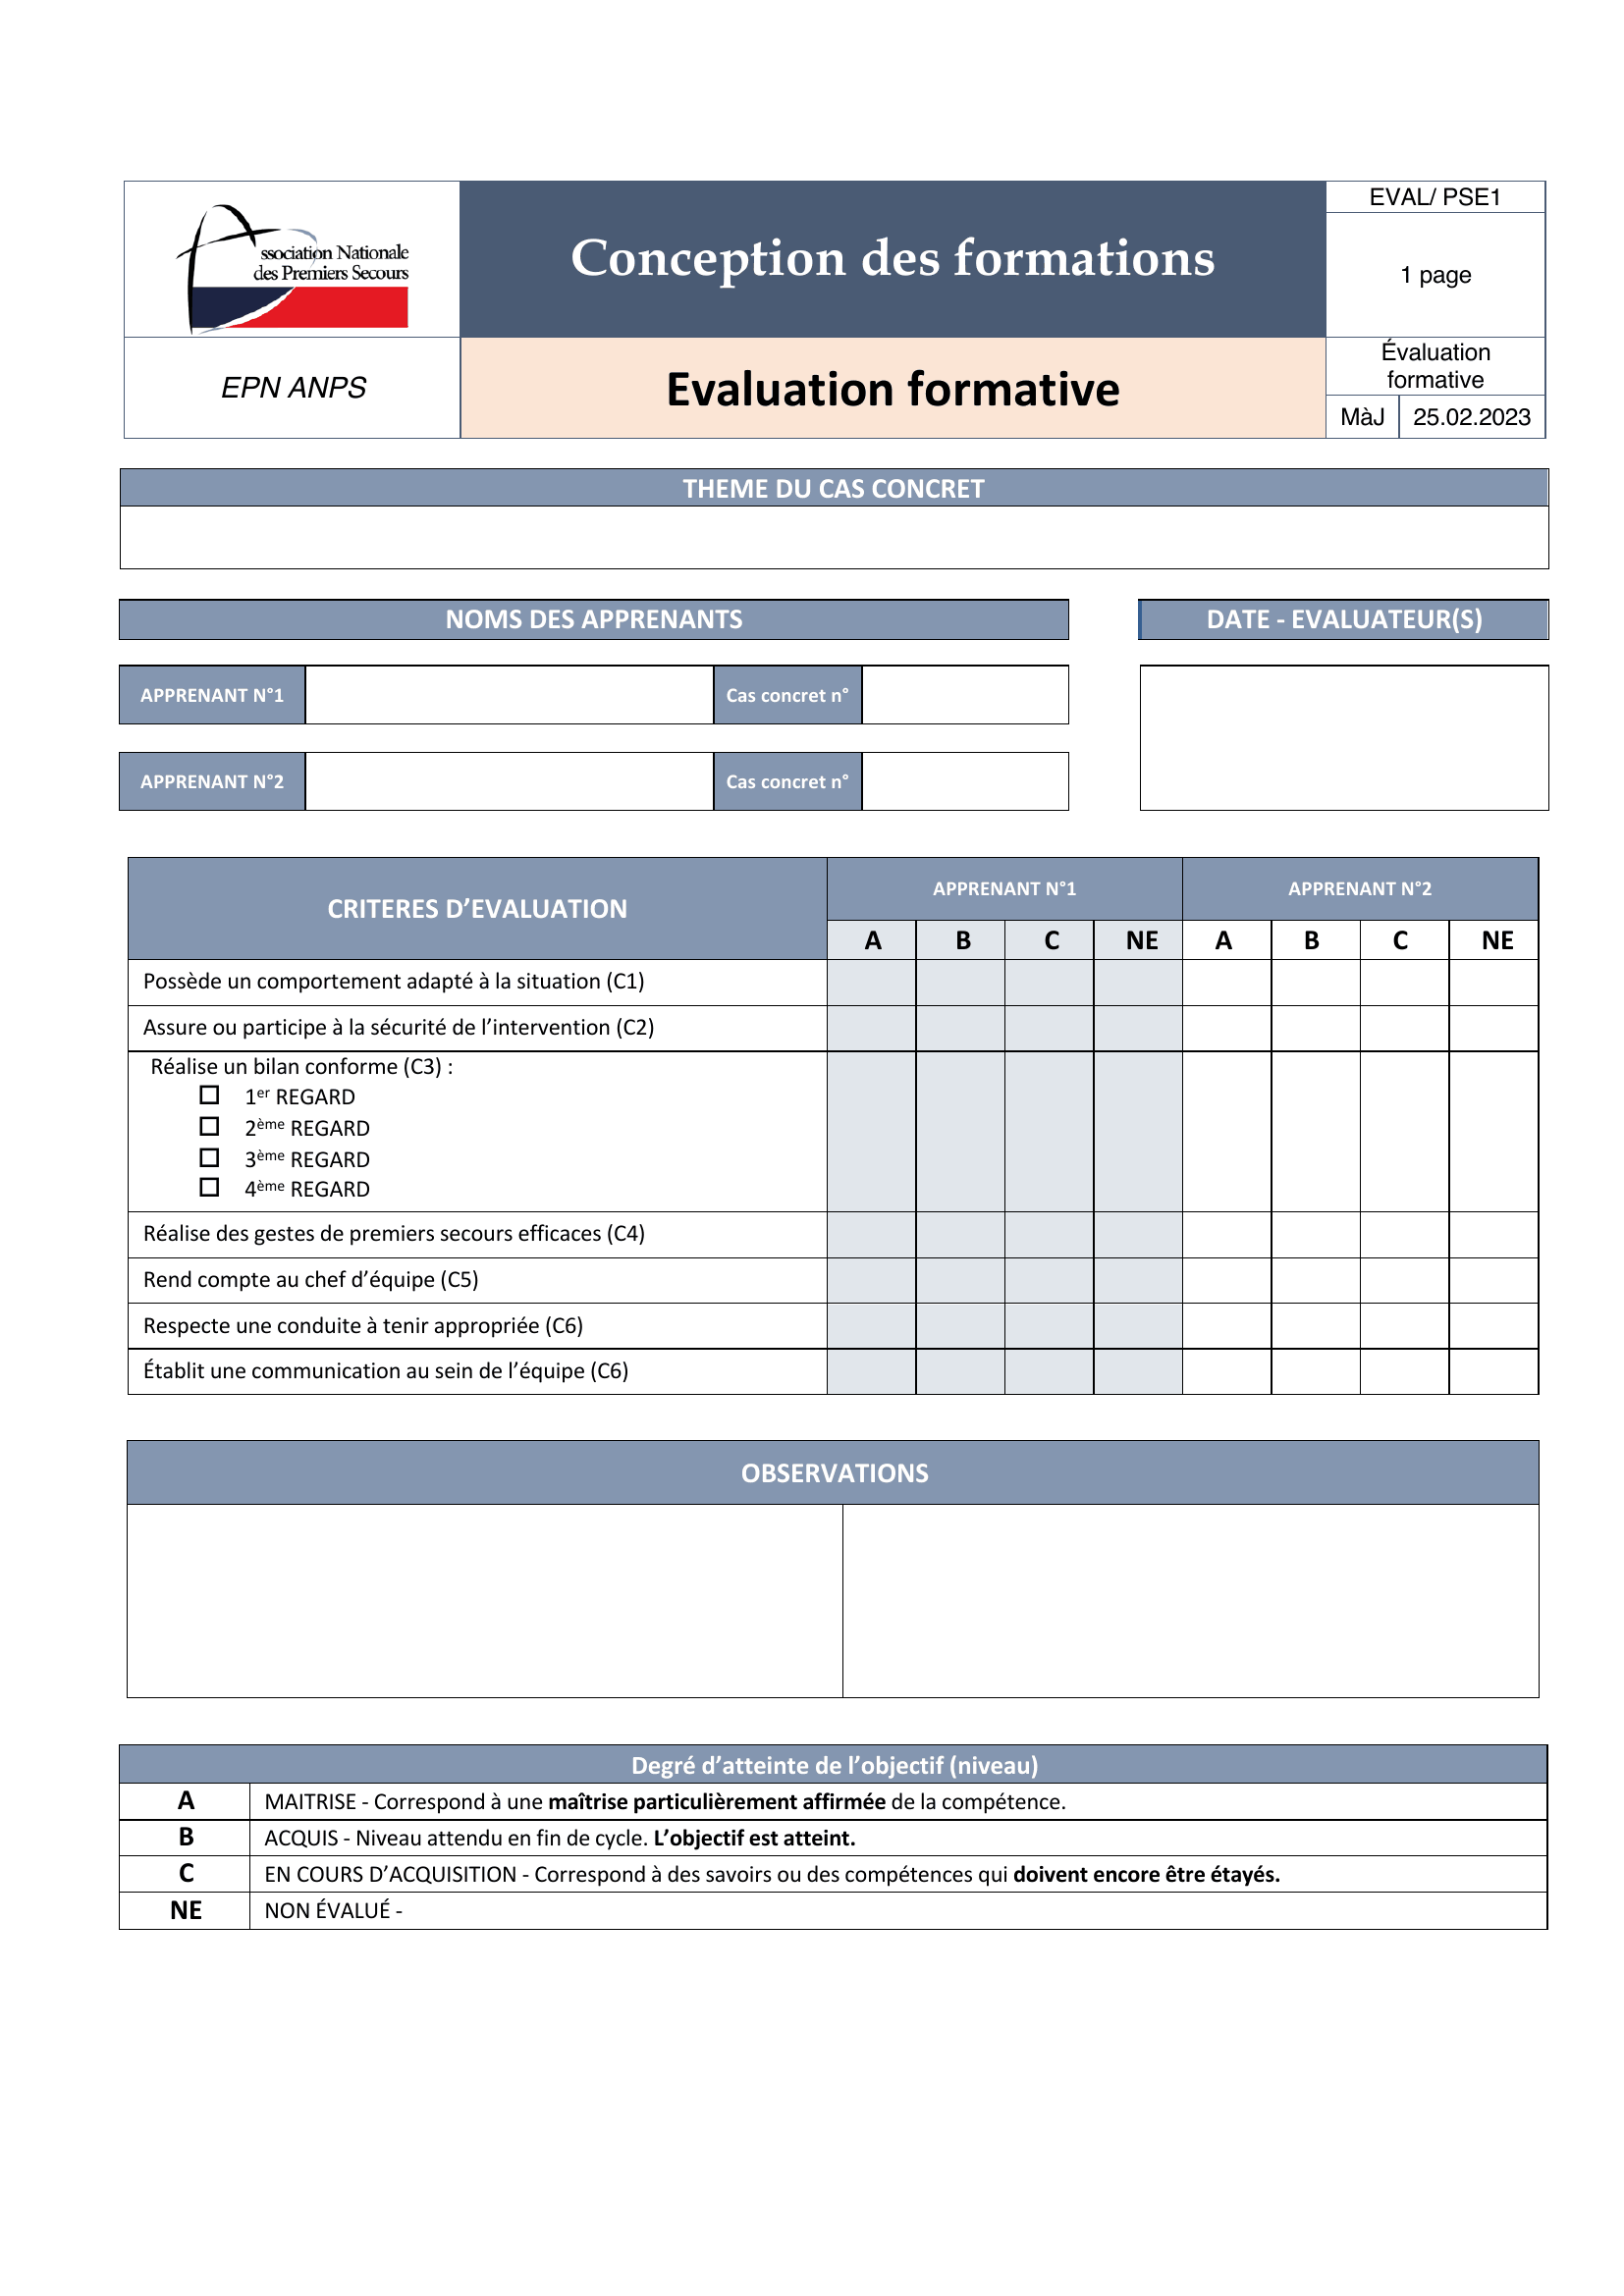 ssociation Nationale
des Premiers Secours
Conception des formations
EVAL/ PSE1
1 page
EPN ANPS
Evaluation formative
Évaluation
formative
MàJ 25.02.2023
THEME DU CAS CONCRET
NOMS DES APPRENANTS
DATE - EVALUATEUR(S)
APPRENANT N°1 Cas concret n°
APPRENANT N°2 Cas concret n°
CRITERES D’EVALUATION APPRENANT N°1 APPRENANT N°2
A B C NE A B C NE
Possède un comportement adapté à la situation (C1)
Assure ou participe à la sécurité de l’intervention (C2)
Réalise un bilan conforme (C3) :
☐ 1er REGARD
☐ 2ème REGARD
☐ 3ème REGARD
☐ 4ème REGARD
Réalise des gestes de premiers secours efficaces (C4)
Rend compte au chef d’équipe (C5)
Respecte une conduite à tenir appropriée (C6)
Établit une communication au sein de l’équipe (C6)
OBSERVATIONS
Degré d’atteinte de l’objectif (niveau)
A MAITRISE - Correspond à une maîtrise particulièrement affirmée de la compétence.
B ACQUIS - Niveau attendu en fin de cycle. L’objectif est atteint.
C EN COURS D’ACQUISITION - Correspond à des savoirs ou des compétences qui doivent encore être étayés.
NE NON ÉVALUÉ -